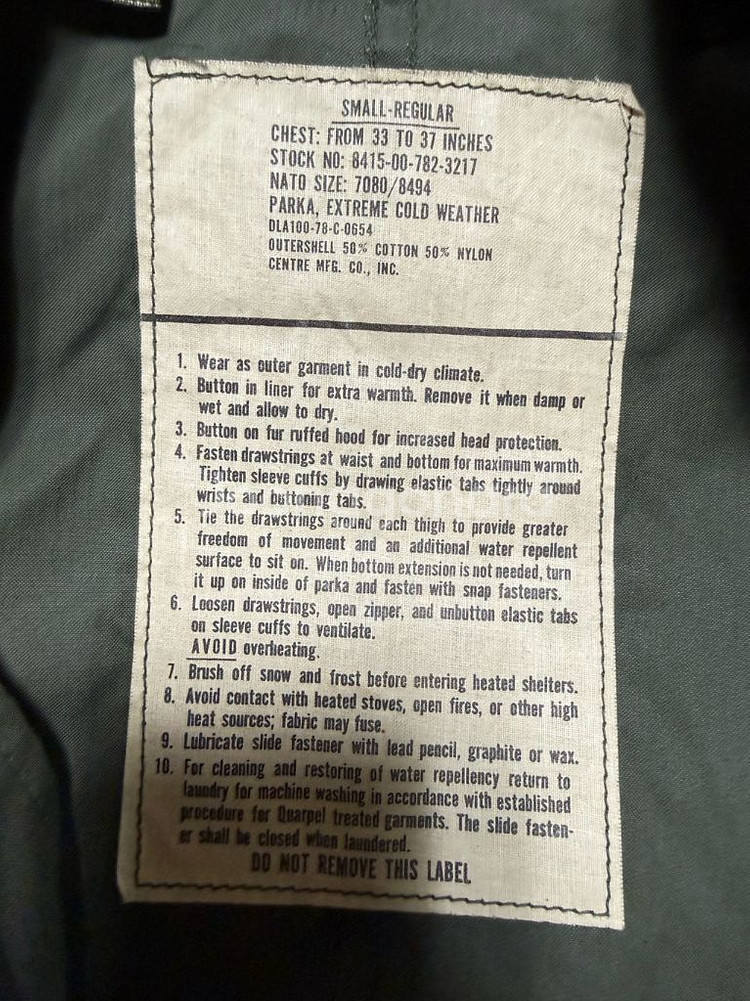 SMALL-REGULAR
CHEST: FROM 33 TO 37 INCHES
STOCK NO: 8415-00-782-3217
NATO SIZE: 7080/8494
PARKA, EXTREME COLD WEATHER
DLA100-78-C-0654
OUTERSHELL 50% COTTON 50% NYLON
CENTRE MFG. CO., INC.
1. Wear as outer garment in cold-dry climate.
2. Button in liner for extra warmth. Remove it when damp or
wet and allow to dry.
3. Button on fur ruffed hood for increased head protection.
4. Fasten drawstrings at waist and bottom for maximum warmth.
Tighten sleeve cuffs by drawing elastic tabs tightly around
wrists and buttoning tabs.
5. Tie the drawstrings around each thigh to provide greater
freedom of movement and an additional water repellent
surface to sit on. When bottom extension is not needed, turn
it up on inside of parka and fasten with snap fasteners.
6. Loosen drawstrings, open zipper, and unbutton elastic tabs
on sleeve cuffs to ventilate.
AVOID overheating.
7. Brush off snow and frost before entering heated shelters.
8. Avoid contact with heated stoves, open fires, or other high
heat sources; fabric may fuse.
9. Lubricate slide fastener with lead pencil, graphite or wax.
10. For cleaning and restoring of water repellency return to
laundry for machine washing in accordance with established
procedure for Quarpel treated garments. The slide fasten-
er shall be closed when laundered.
DO NOT REMOVE THIS LABEL